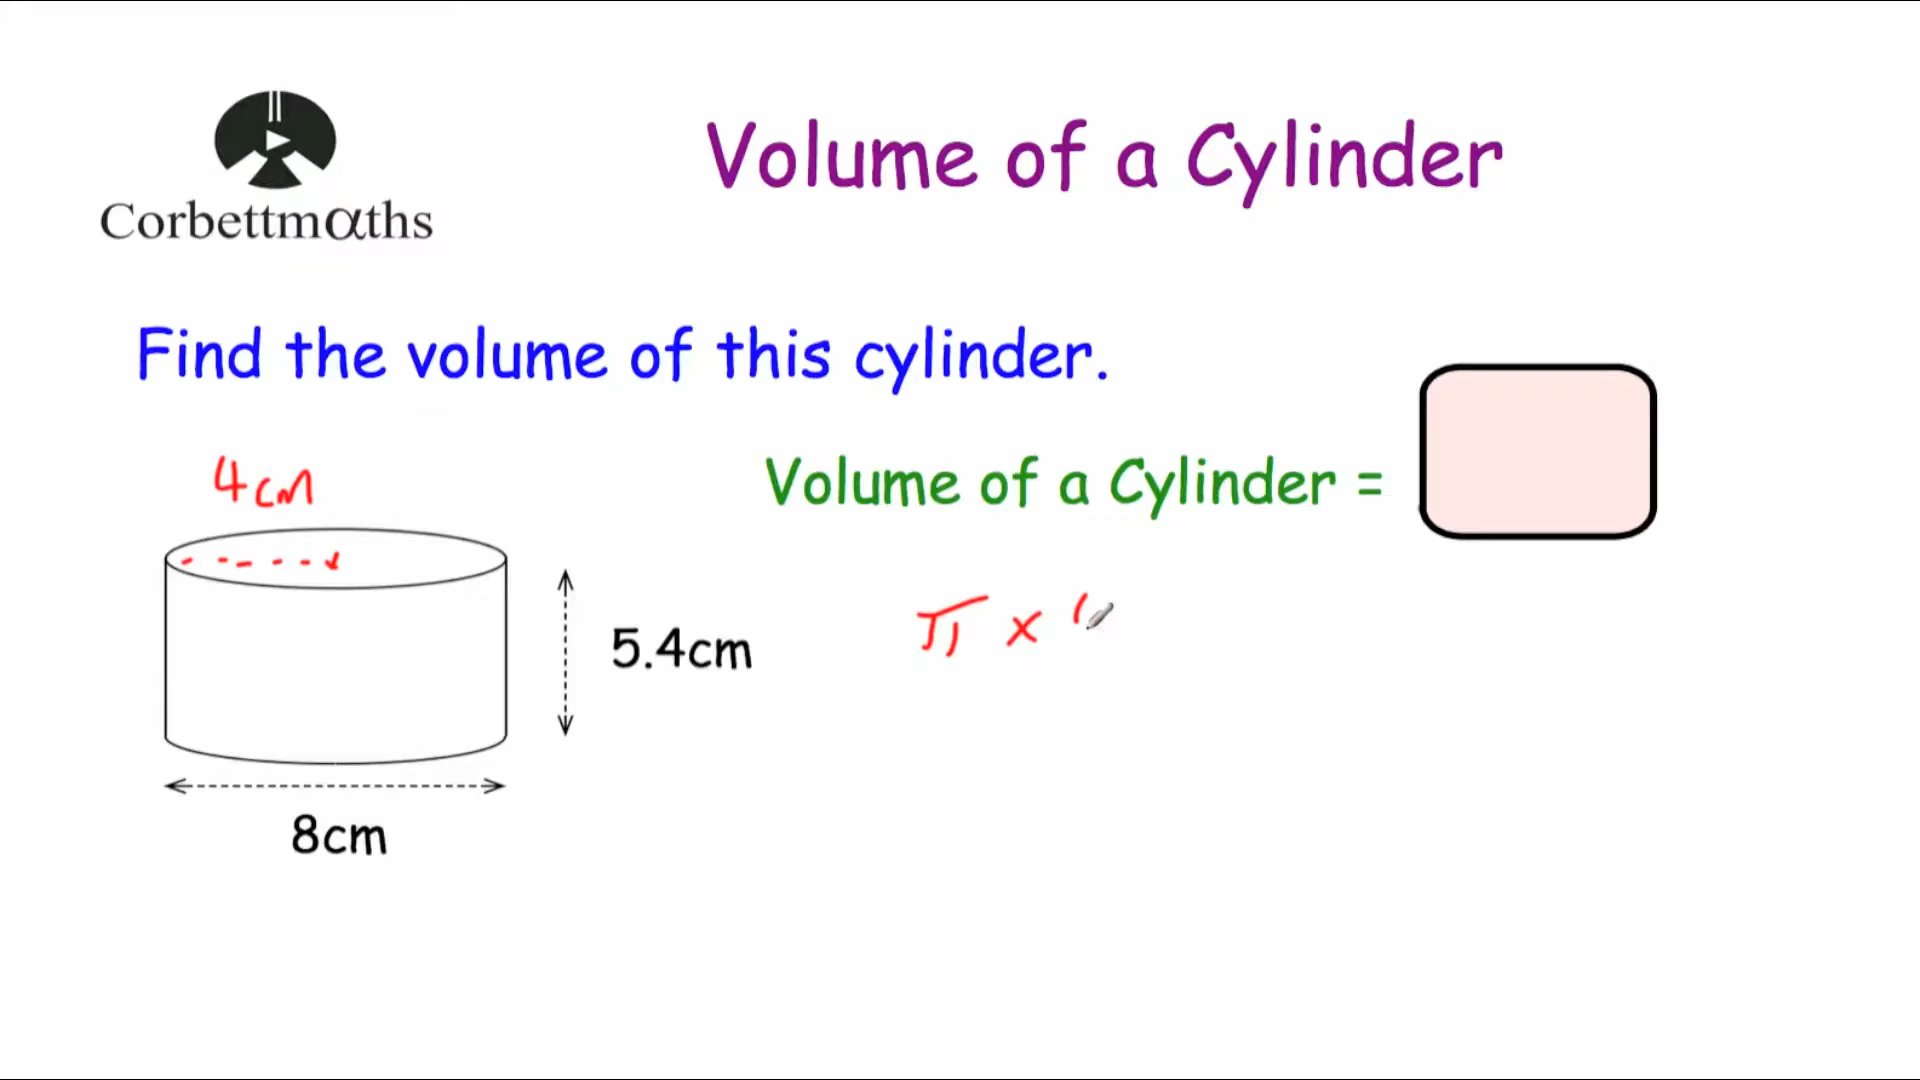 Corbettmαths
Volume of a Cylinder
Find the volume of this cylinder.
4cm
Volume of a Cylinder =
5.4cm
π ×
8cm